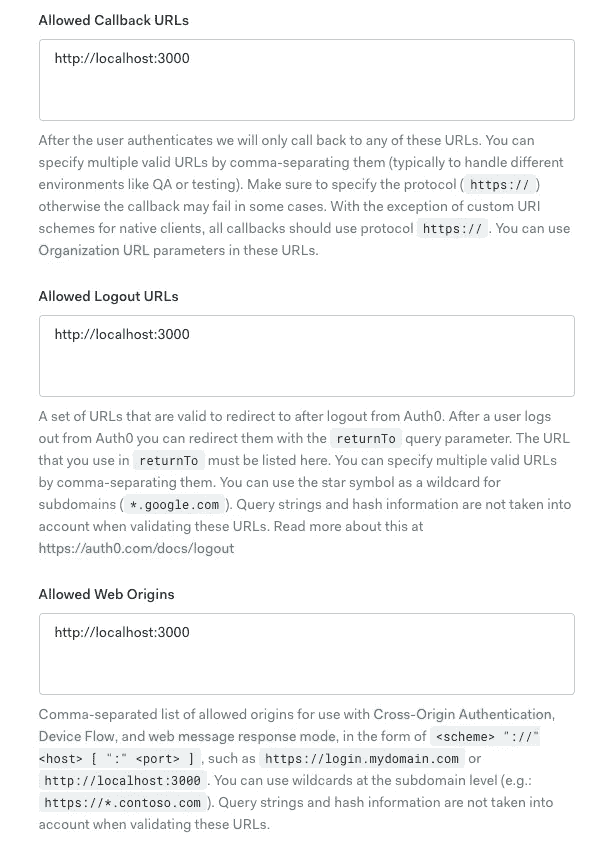 Allowed Callback URLs
http://localhost:3000
After the user authenticates we will only call back to any of these URLs. You can
specify multiple valid URLs by comma-separating them (typically to handle different
environments like QA or testing). Make sure to specify the protocol ( https:// )
otherwise the callback may fail in some cases. With the exception of custom URI
schemes for native clients, all callbacks should use protocol https:// . You can use
Organization URL parameters in these URLs.
Allowed Logout URLs
http://localhost:3000
A set of URLs that are valid to redirect to after logout from Auth0. After a user logs
out from Auth0 you can redirect them with the returnTo query parameter. The URL
that you use in returnTo must be listed here. You can specify multiple valid URLs
by comma-separating them. You can use the star symbol as a wildcard for
subdomains ( *.google.com ). Query strings and hash information are not taken into
account when validating these URLs. Read more about this at
https://auth0.com/docs/logout
Allowed Web Origins
http://localhost:3000
Comma-separated list of allowed origins for use with Cross-Origin Authentication,
Device Flow, and web message response mode, in the form of <scheme> "://"
<host> [ ":" <port> ] , such as https://login.mydomain.com or
http://localhost:3000 . You can use wildcards at the subdomain level (e.g.:
https://*.contoso.com ). Query strings and hash information are not taken into
account when validating these URLs.